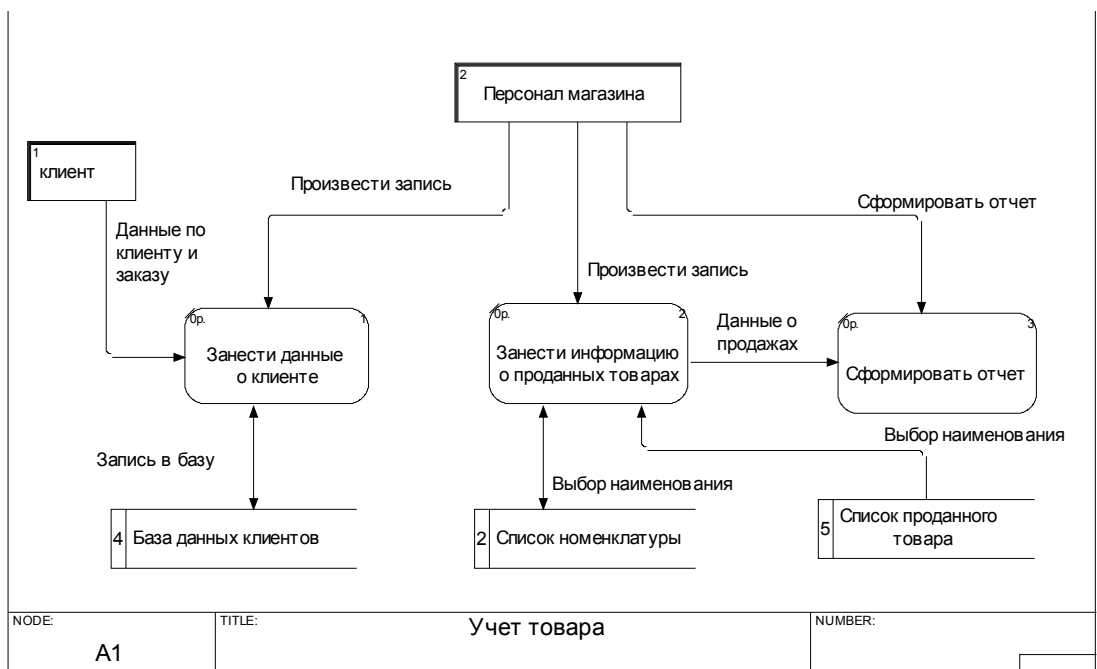 2
Персонал магазина
1
клиент
Произвести запись
Сформировать отчет
Данные по
клиенту и
заказу
Произвести запись
0р.
1
Занести данные
о клиенте
0р.
2
Занести информацию
о проданных товарах
Данные о
продажах
0р.
3
Сформировать отчет
Выбор наименования
Запись в базу
Выбор наименования
4
База данных клиентов
2
Список номенклатуры
5
Список проданного
товара
NODE:
A1
TITLE:
Учет товара
NUMBER: